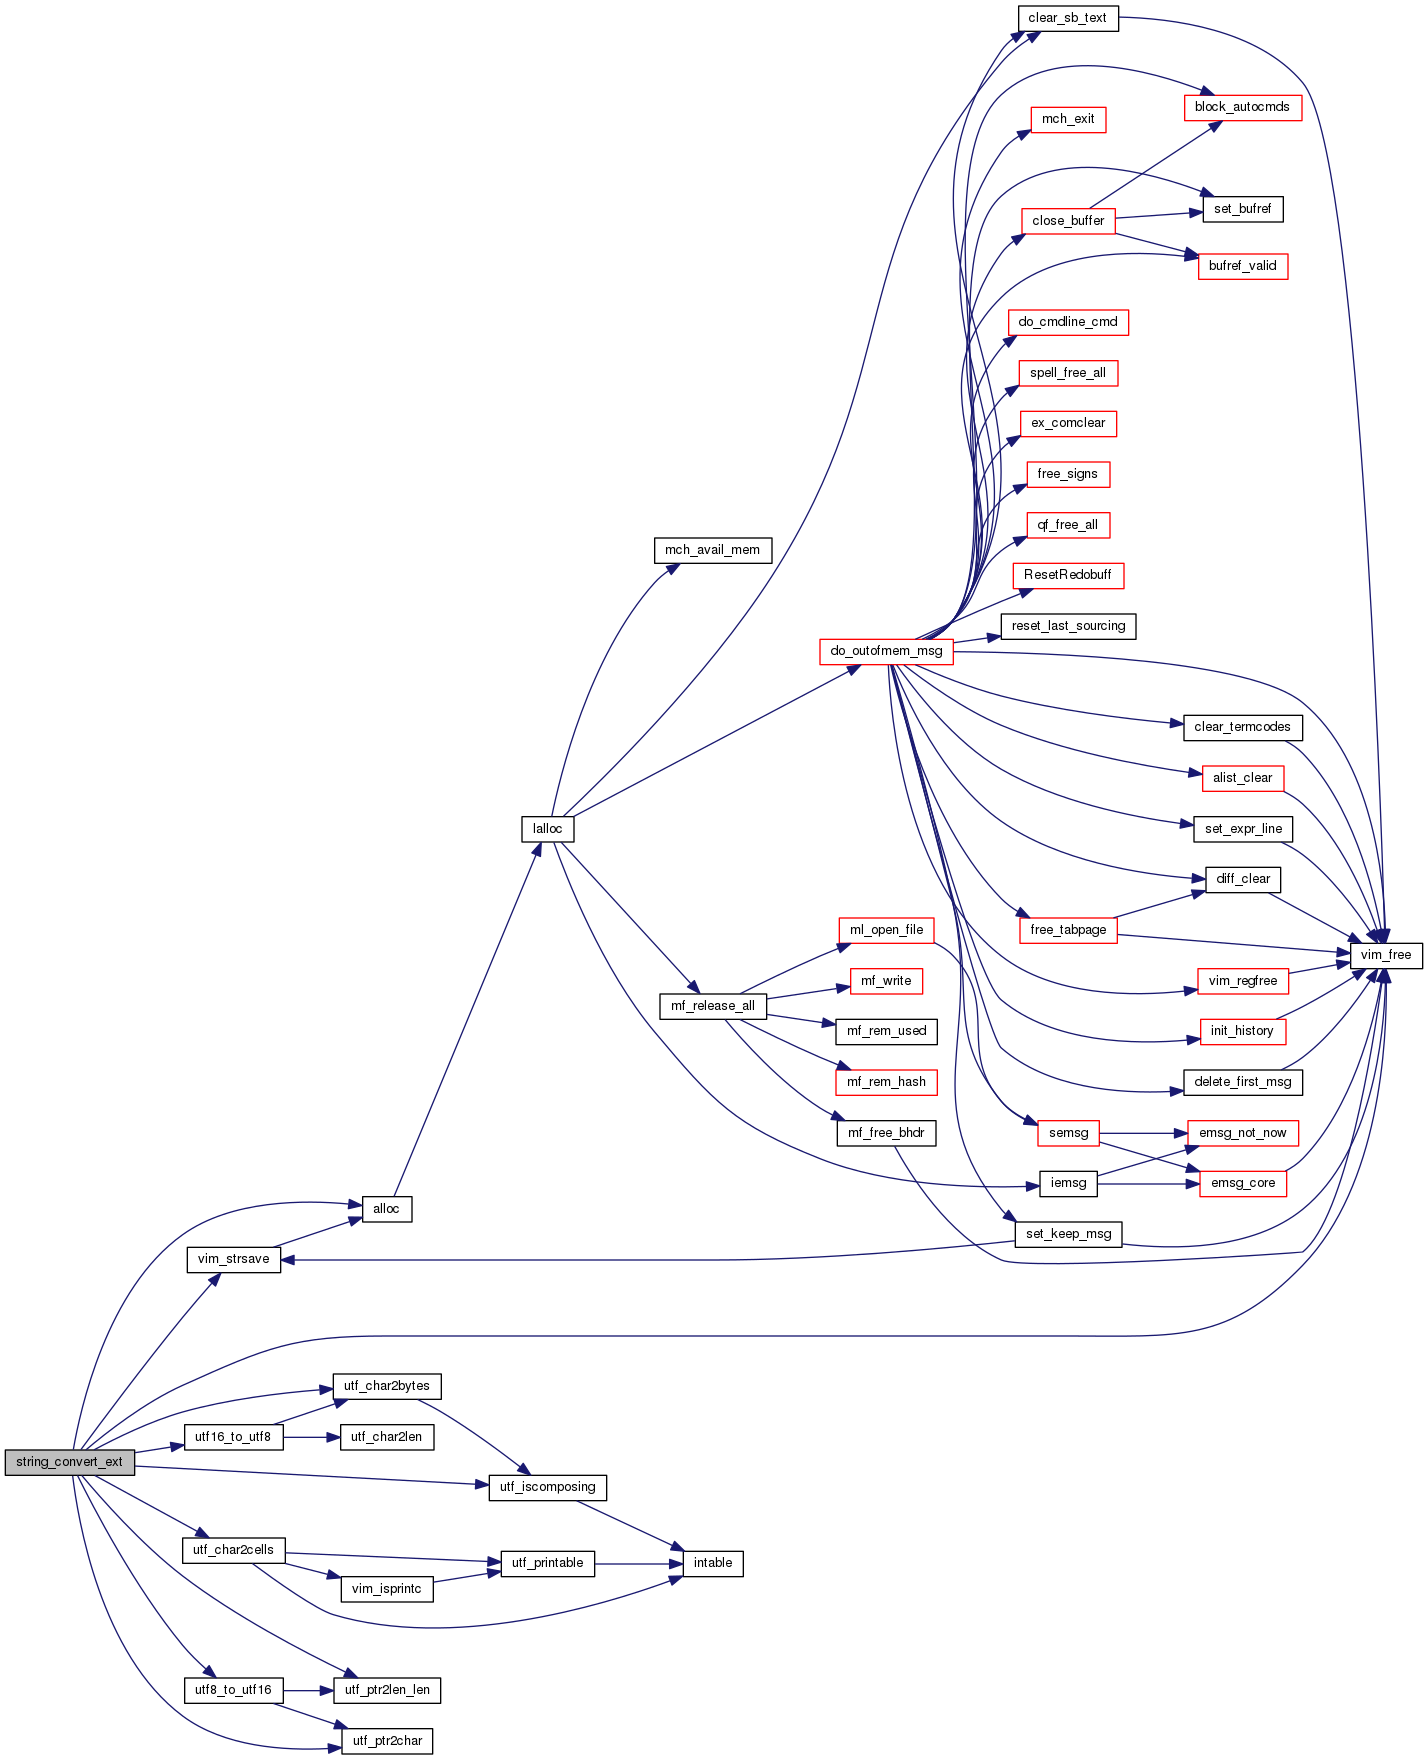 clear_sb_text
block_autocmds
mch_exit
set_bufref
close_buffer
bufref_valid
do_cmdline_cmd
spell_free_all
ex_comclear
free_signs
qf_free_all
mch_avail_mem
ResetRedobuff
reset_last_sourcing
do_outofmem_msg
clear_termcodes
alist_clear
lalloc
set_expr_line
diff_clear
ml_open_file
free_tabpage
vim_free
mf_write
vim_regfree
mf_release_all
mf_rem_used
init_history
mf_rem_hash
delete_first_msg
mf_free_bhdr
semsg
emsg_not_now
iemsg
emsg_core
alloc
set_keep_msg
vim_strsave
utf_char2bytes
utf16_to_utf8
utf_char2len
string_convert_ext
utf_iscomposing
utf_char2cells
utf_printable
intable
vim_isprintc
utf8_to_utf16
utf_ptr2len_len
utf_ptr2char